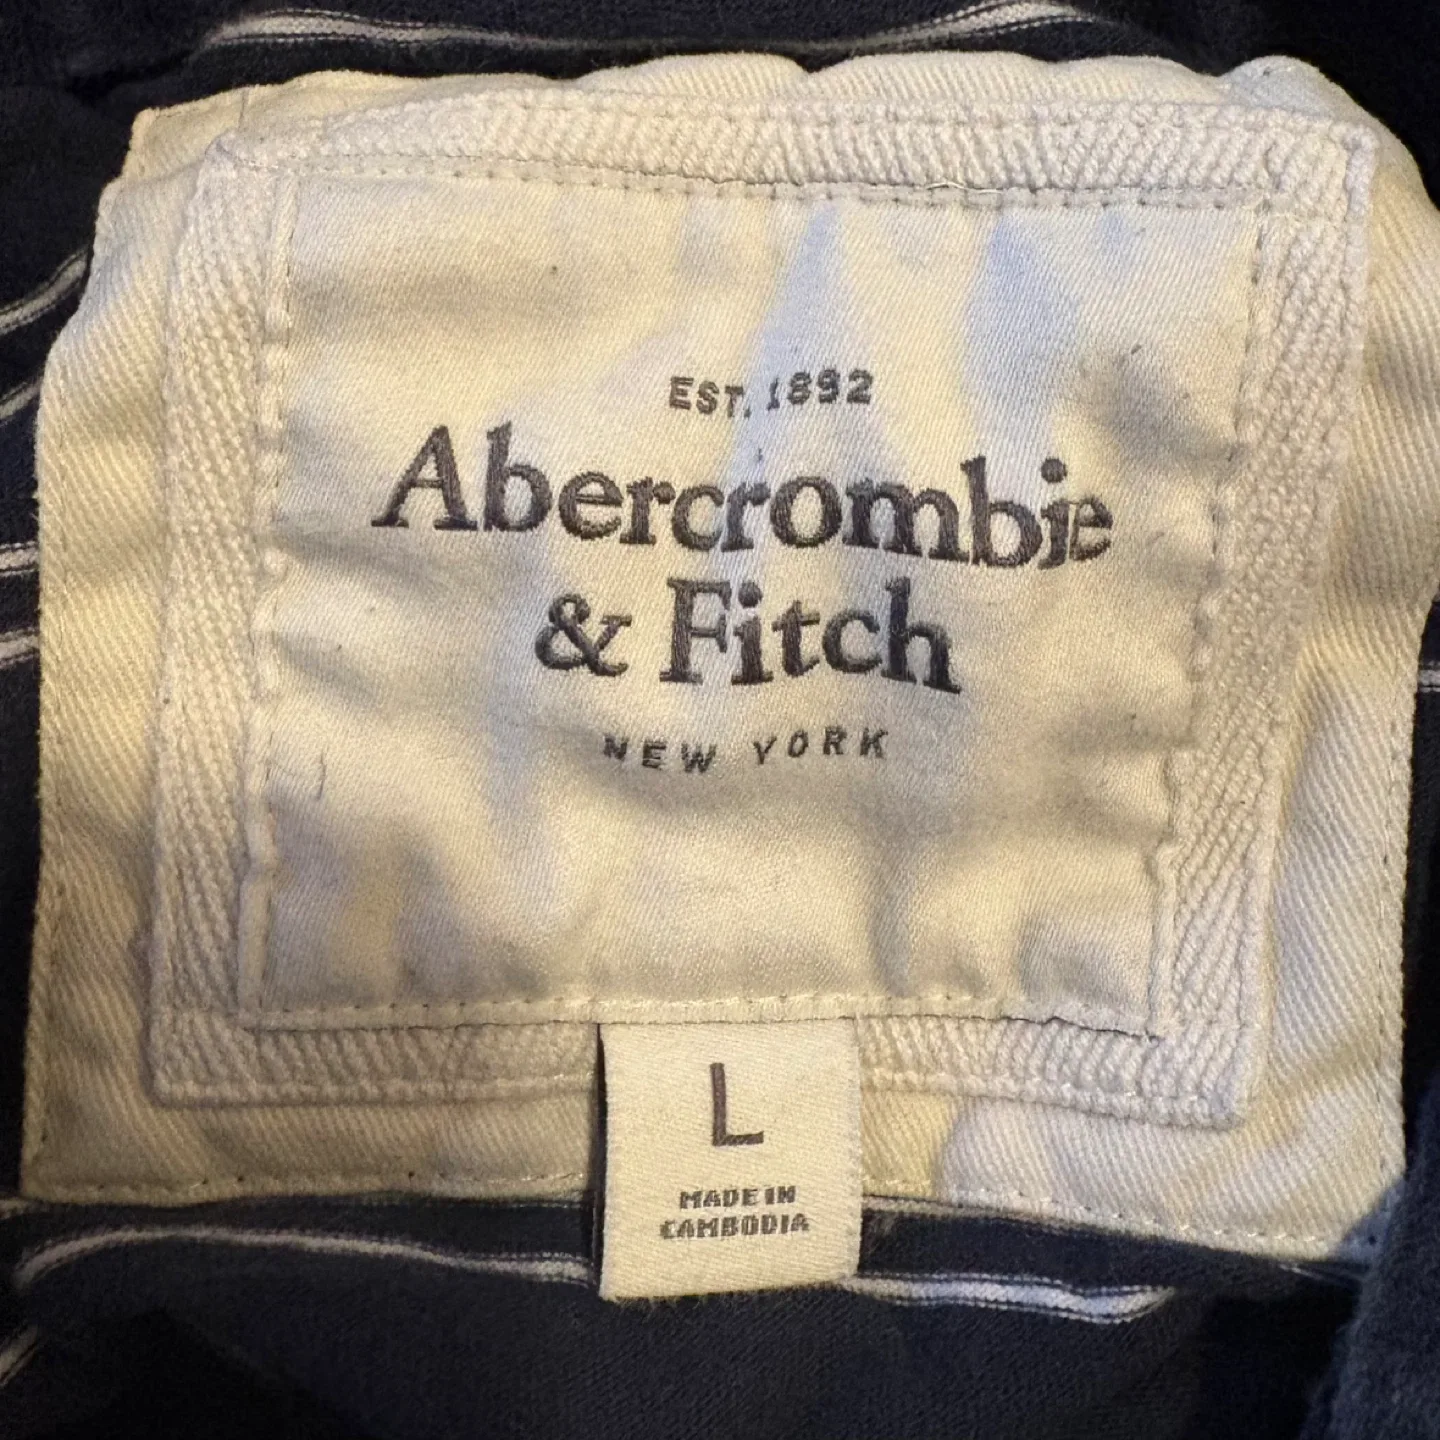 EST. 1892
Abercrombie
& Fitch
NEW YORK
L
MADE IN
CAMBODIA